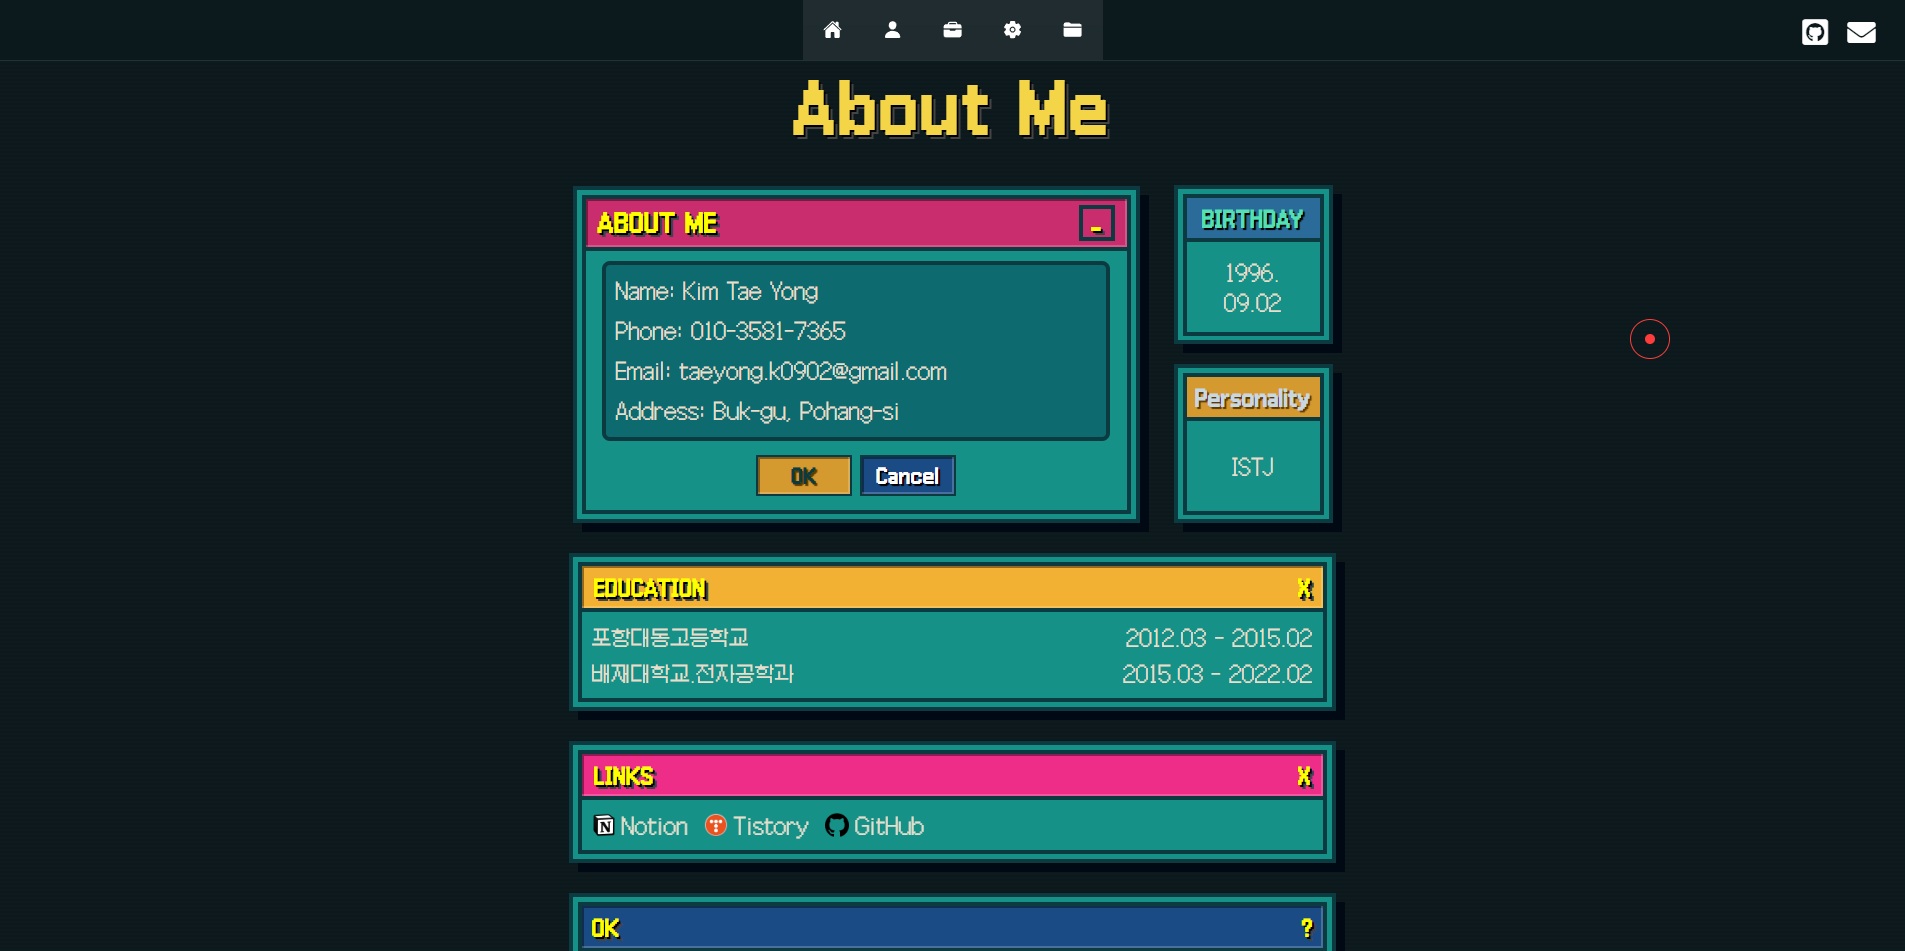 About Me
ABOUT ME _
Name: Kim Tae Yong
Phone: 010-3581-7365
Email: taeyong.k0902@gmail.com
Address: Buk-gu, Pohang-si
OK Cancel
BIRTHDAY
1996.
09.02
Personality
ISTJ
EDUCATION X
포항대동고등학교 2012.03 - 2015.02
배재대학교.전자공학과 2015.03 - 2022.02
LINKS X
Notion Tistory GitHub
OK ?